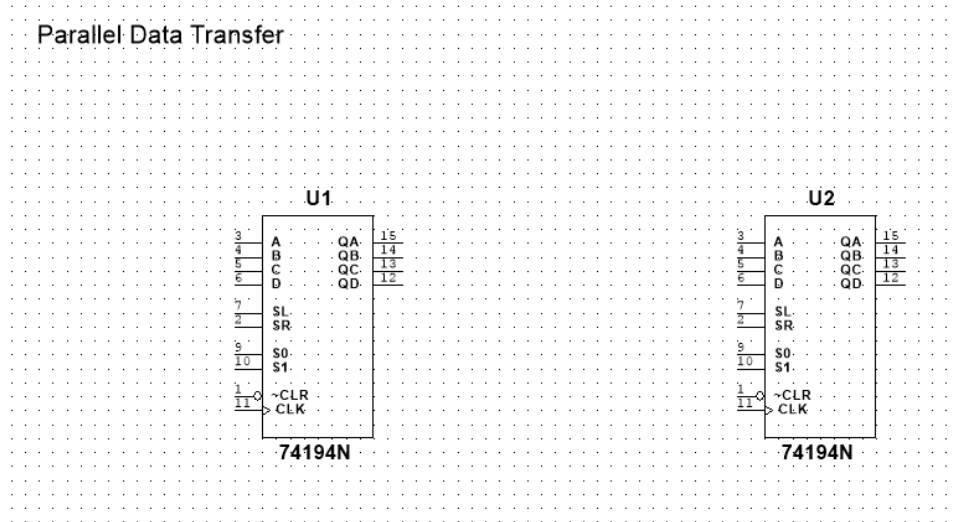 Parallel Data Transfer
U1
3 A QA 15
4 B QB 14
5 C QC 13
6 D QD 12
7 SL
2 SR
9 S0
10 S1
1 ~CLR
11 CLK
74194N
U2
3 A QA 15
4 B QB 14
5 C QC 13
6 D QD 12
7 SL
2 SR
9 S0
10 S1
1 ~CLR
11 CLK
74194N